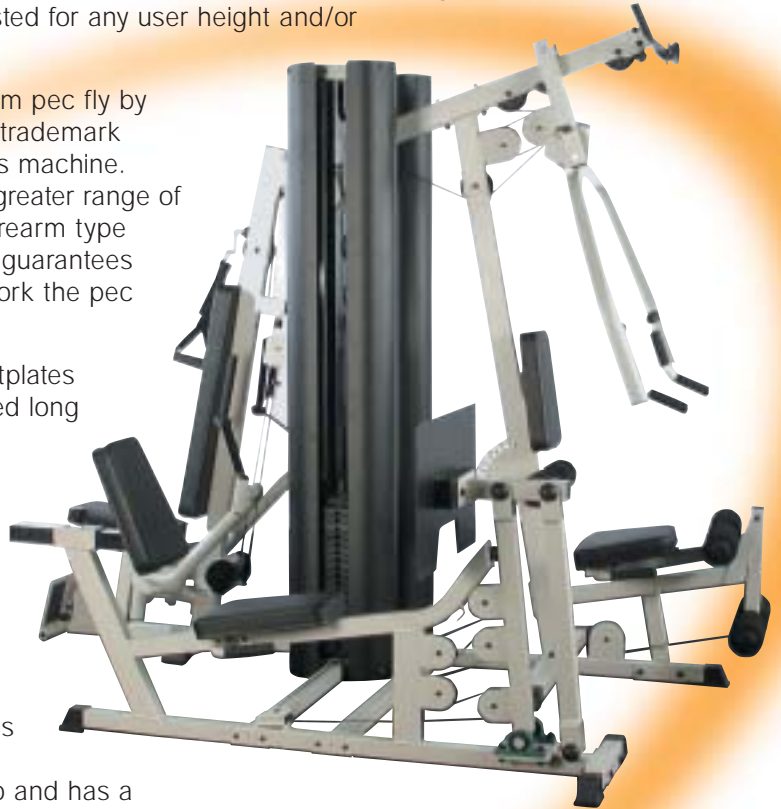 sted for any user height and/or
m pec fly by
trademark
s machine.
greater range of
rearm type
guarantees
ork the pec
tplates
ed long
s
o and has a